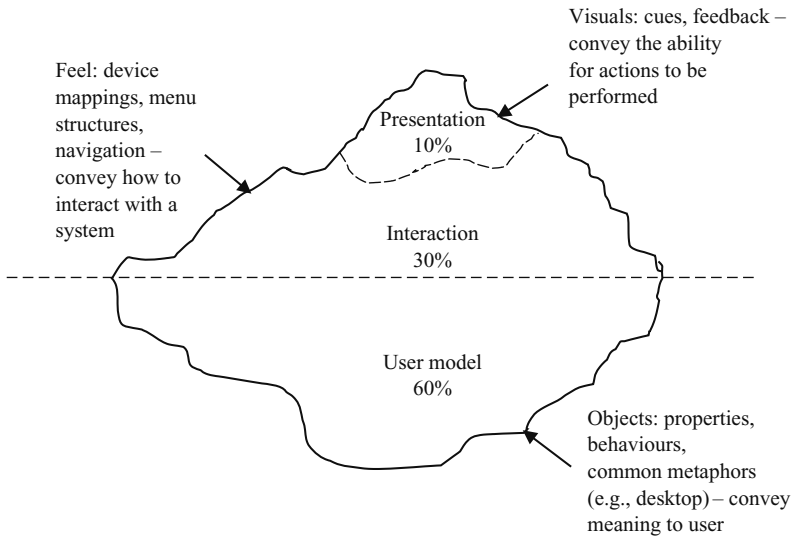 Visuals: cues, feedback –
convey the ability
for actions to be
performed
Feel: device
mappings, menu
structures,
navigation –
convey how to
interact with a
system
Presentation
10%
Interaction
30%
User model
60%
Objects: properties,
behaviours,
common metaphors
(e.g., desktop) – convey
meaning to user